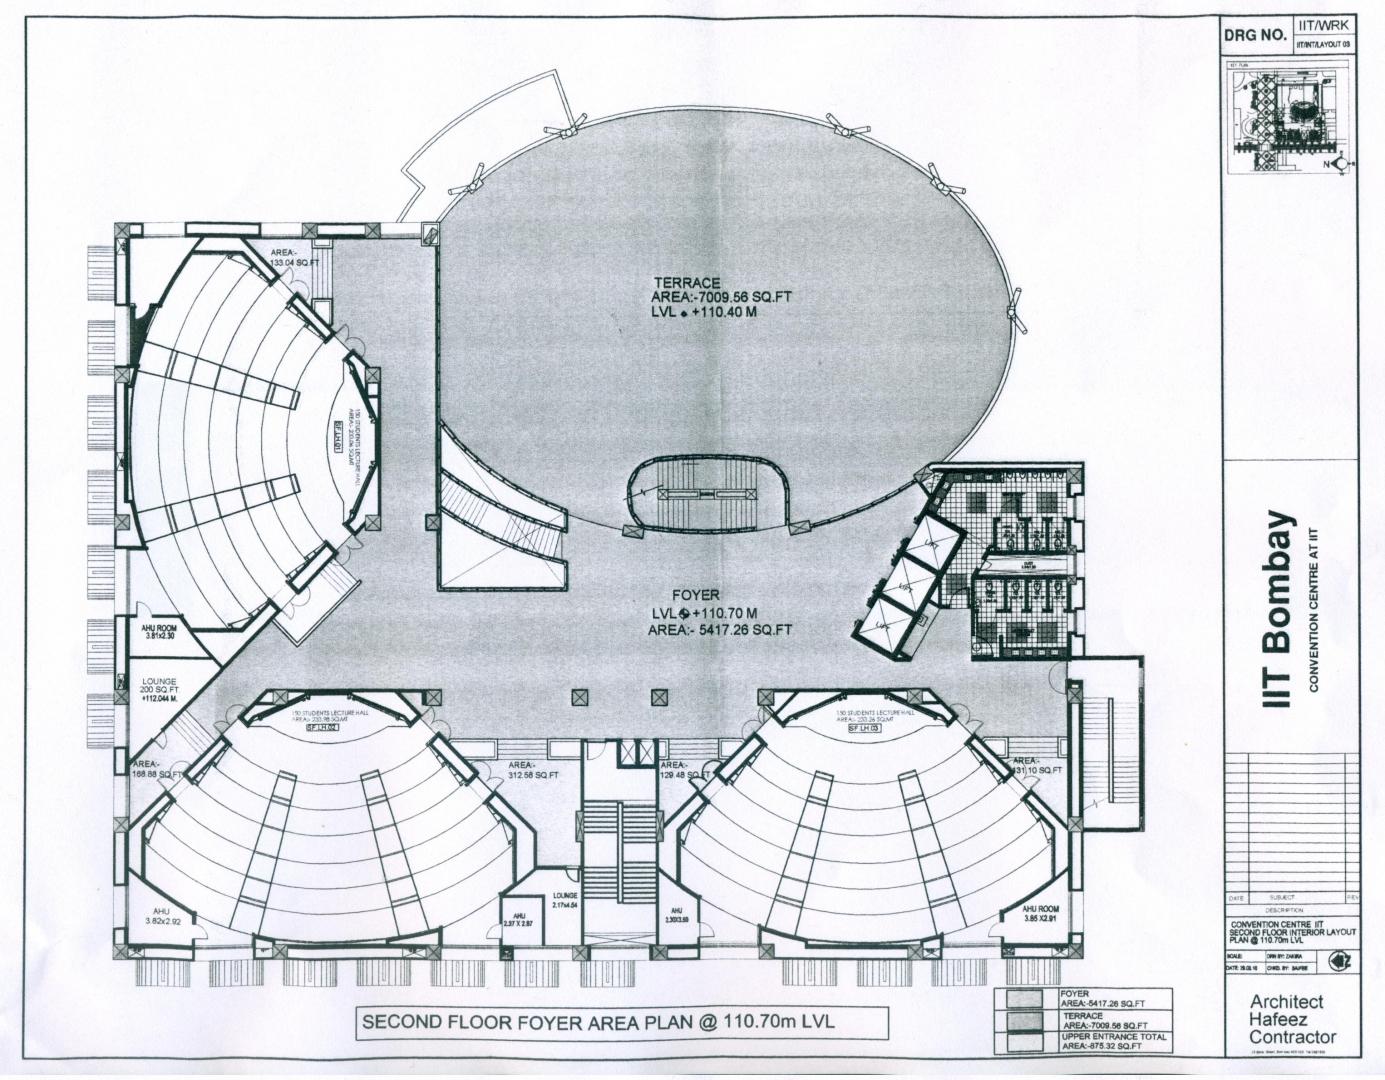 DRG NO.
IIT/WRK
IIT/INT/LAYOUT 03
KEY PLAN
N
AREA:-
133.04 SQ.FT
TERRACE
AREA:-7009.56 SQ.FT
LVL +110.40 M
150 STUDENTS LECTURE HALL
SF LH 01
LIFT
LIFT
LIFT
DUCT
FOYER
LVL +110.70 M
AREA:- 5417.26 SQ.FT
AHU ROOM
3.81x2.30
LOUNGE
200 SQ.FT.
+112.044 M.
150 STUDENTS LECTURE HALL
AREA:- 233.98 SQ.MT
SF LH 02
150 STUDENTS LECTURE HALL
AREA:- 233.26 SQ.MT
SF LH 03
AREA:-
168.88 SQ.FT
AREA:-
312.58 SQ.FT
AREA:-
129.48 SQ.FT
AREA:-
131.10 SQ.FT
AHU
3.82x2.92
AHU
2.37 X 2.87
LOUNGE
2.17x4.54
AHU
AHU ROOM
3.85 X2.91
IIT Bombay
CONVENTION CENTRE AT IIT
DATE SUBJECT REV
DESCRIPTION
CONVENTION CENTRE IIT
SECOND FLOOR INTERIOR LAYOUT
PLAN @ 110.70m LVL
SCALE: DRN BY: ZAKIRA
DATE: 29.03.10 CHKD. BY: SAIFEE
Architect
Hafeez
Contractor
FOYER
AREA:-5417.26 SQ.FT
TERRACE
AREA:-7009.56 SQ.FT
UPPER ENTRANCE TOTAL
AREA:-875.32 SQ.FT
SECOND FLOOR FOYER AREA PLAN @ 110.70m LVL